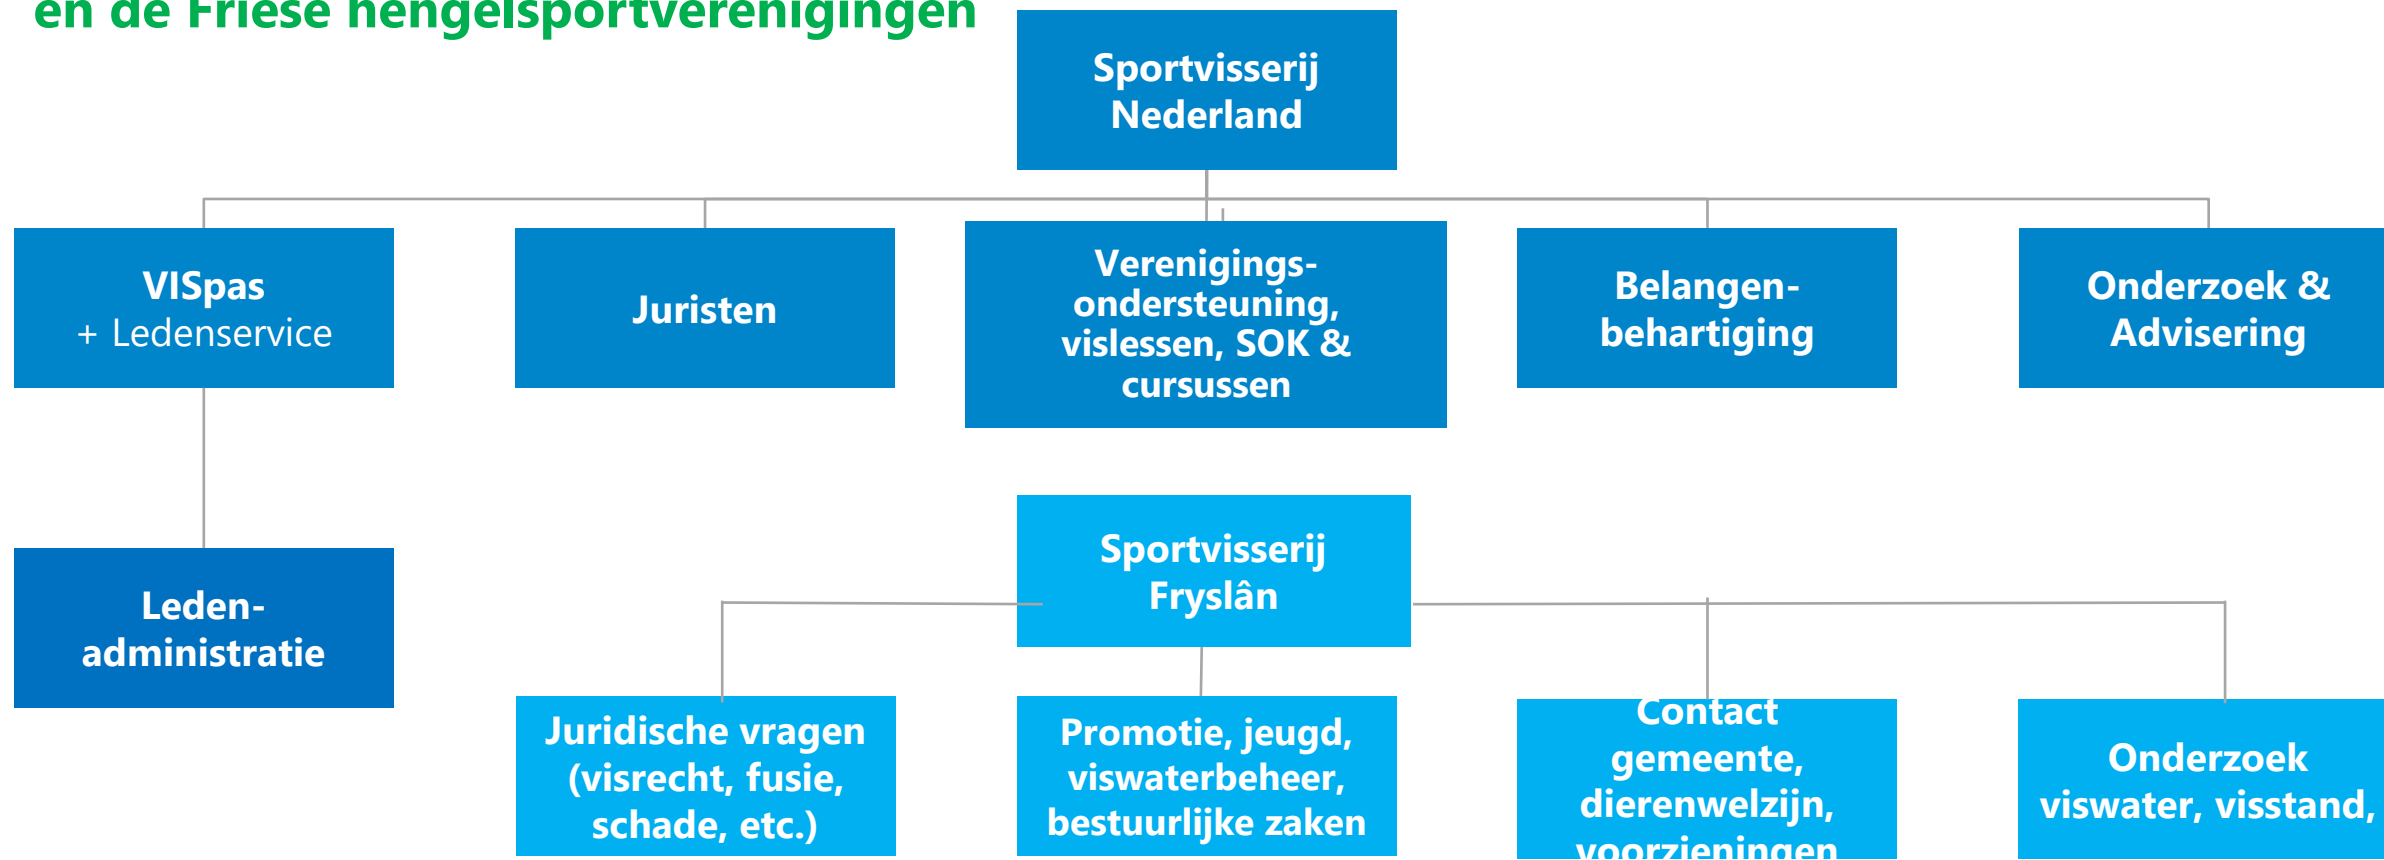 en de Friese hengelsportverenigingen
Sportvisserij
Nederland
VISpas
+ Ledenservice
Juristen
Verenigings-
ondersteuning,
vislessen, SOK &
cursussen
Belangen-
behartiging
Onderzoek &
Advisering
Leden-
administratie
Sportvisserij
Fryslân
Juridische vragen
(visrecht, fusie,
schade, etc.)
Promotie, jeugd,
viswaterbeheer,
bestuurlijke zaken
Contact
gemeente,
dierenwelzijn,
voorzieningen
Onderzoek
viswater, visstand,